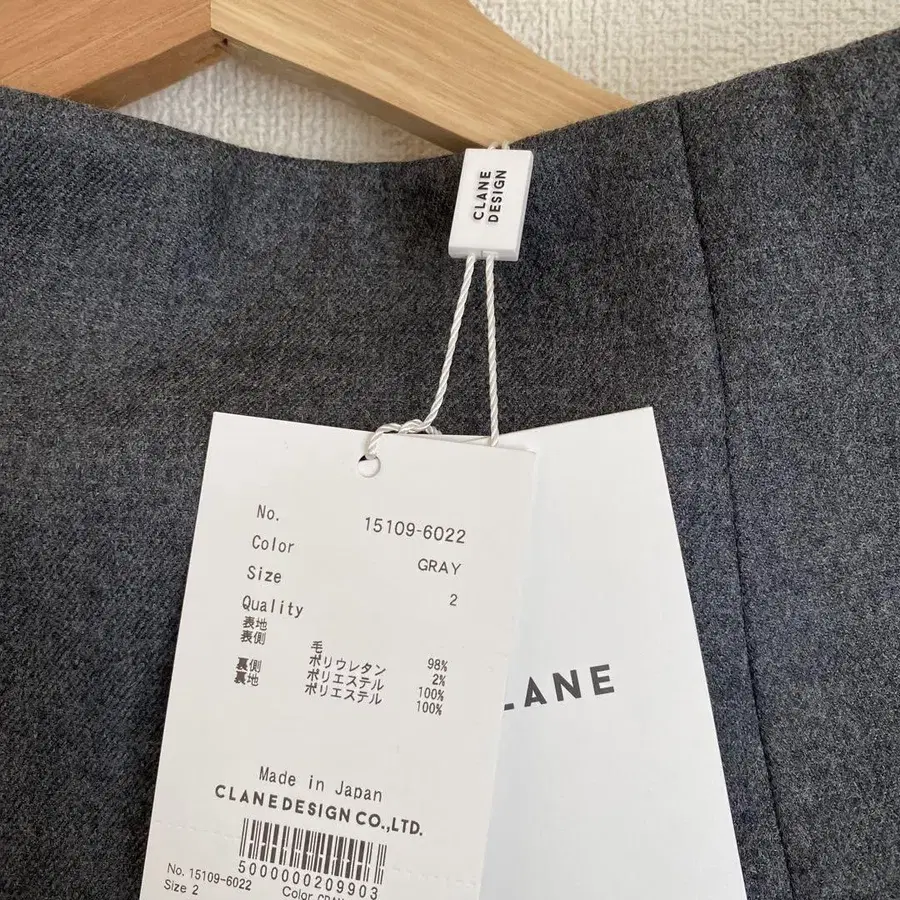 CLANE
DESIGN
No. 15109-6022
Color GRAY
Size 2
Quality
表地
表側 毛 98%
ポリウレタン 2%
裏側 ポリエステル 100%
裏地 ポリエステル 100%
Made in Japan
CLANEDESIGN CO.,LTD.
5000000209903
No. 15109-6022
Size 2 Color
LANE